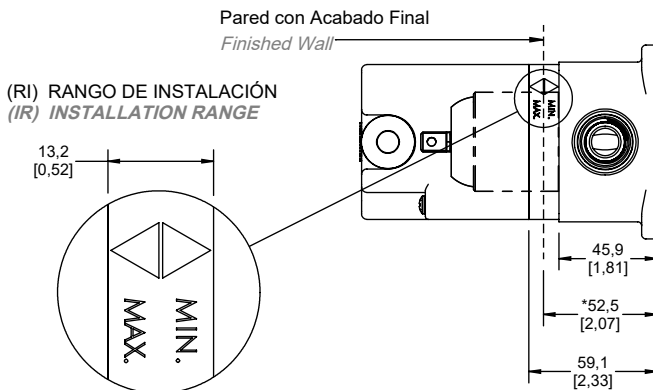 Pared con Acabado Final
Finished Wall
(RI) RANGO DE INSTALACIÓN
(IR) INSTALLATION RANGE
13,2
[0,52]
MAX.
MIN.
MAX.
MIN.
45,9
[1,81]
*52,5
[2,07]
59,1
[2,33]